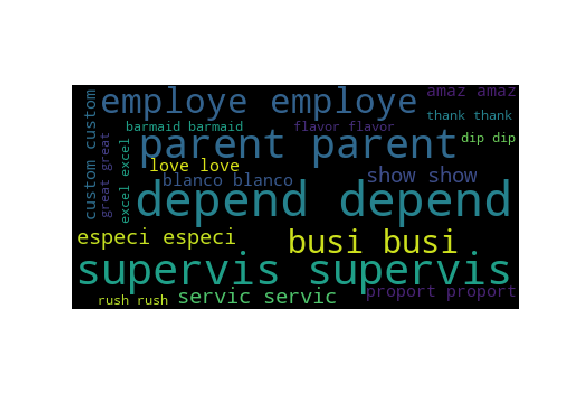 employe employe
amaz amaz
thank thank
custom custom
great great
excel excel
barmaid barmaid
flavor flavor
parent parent
dip dip
love love
blanco blanco
show show
depend depend
especi especi
busi busi
supervis supervis
rush rush
servic servic
proport proport